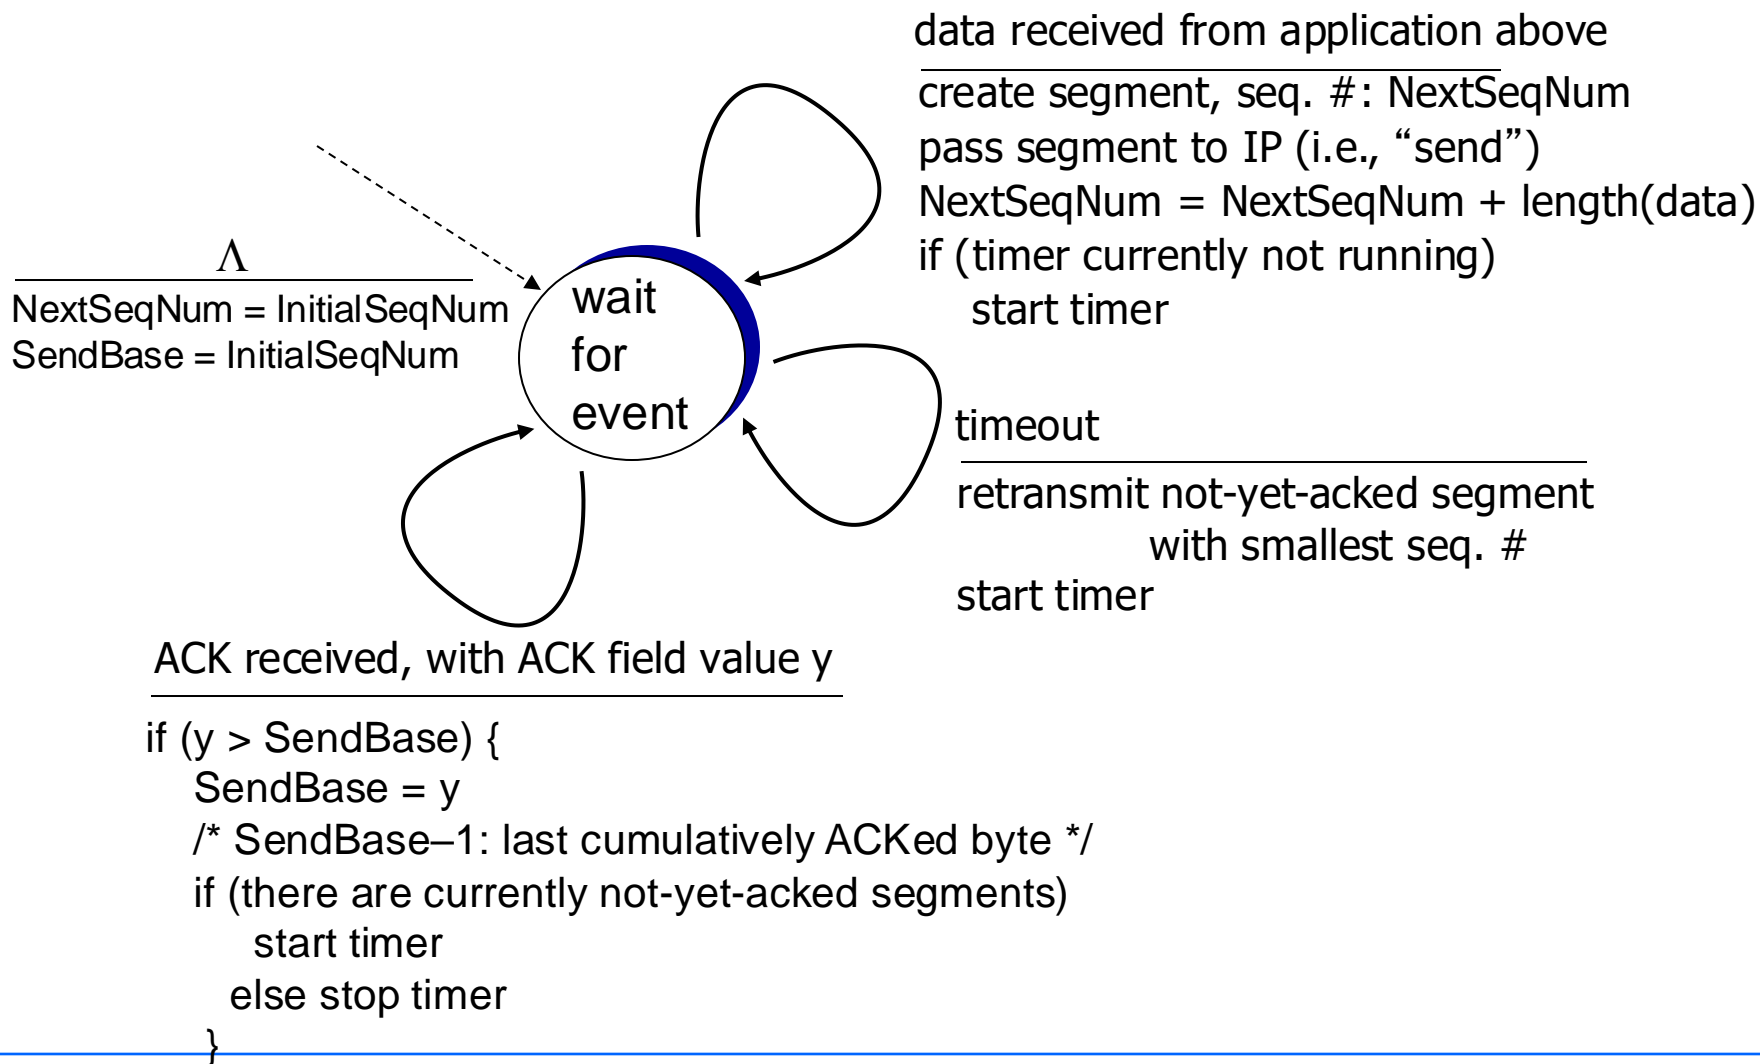 data received from application above
create segment, seq. #: NextSeqNum
pass segment to IP (i.e., “send”)
NextSeqNum = NextSeqNum + length(data)
if (timer currently not running)
start timer
Λ
NextSeqNum = InitialSeqNum
SendBase = InitialSeqNum
wait
for
event
timeout
retransmit not-yet-acked segment
with smallest seq. #
start timer
ACK received, with ACK field value y
if (y > SendBase) {
SendBase = y
/* SendBase–1: last cumulatively ACKed byte */
if (there are currently not-yet-acked segments)
start timer
else stop timer
}